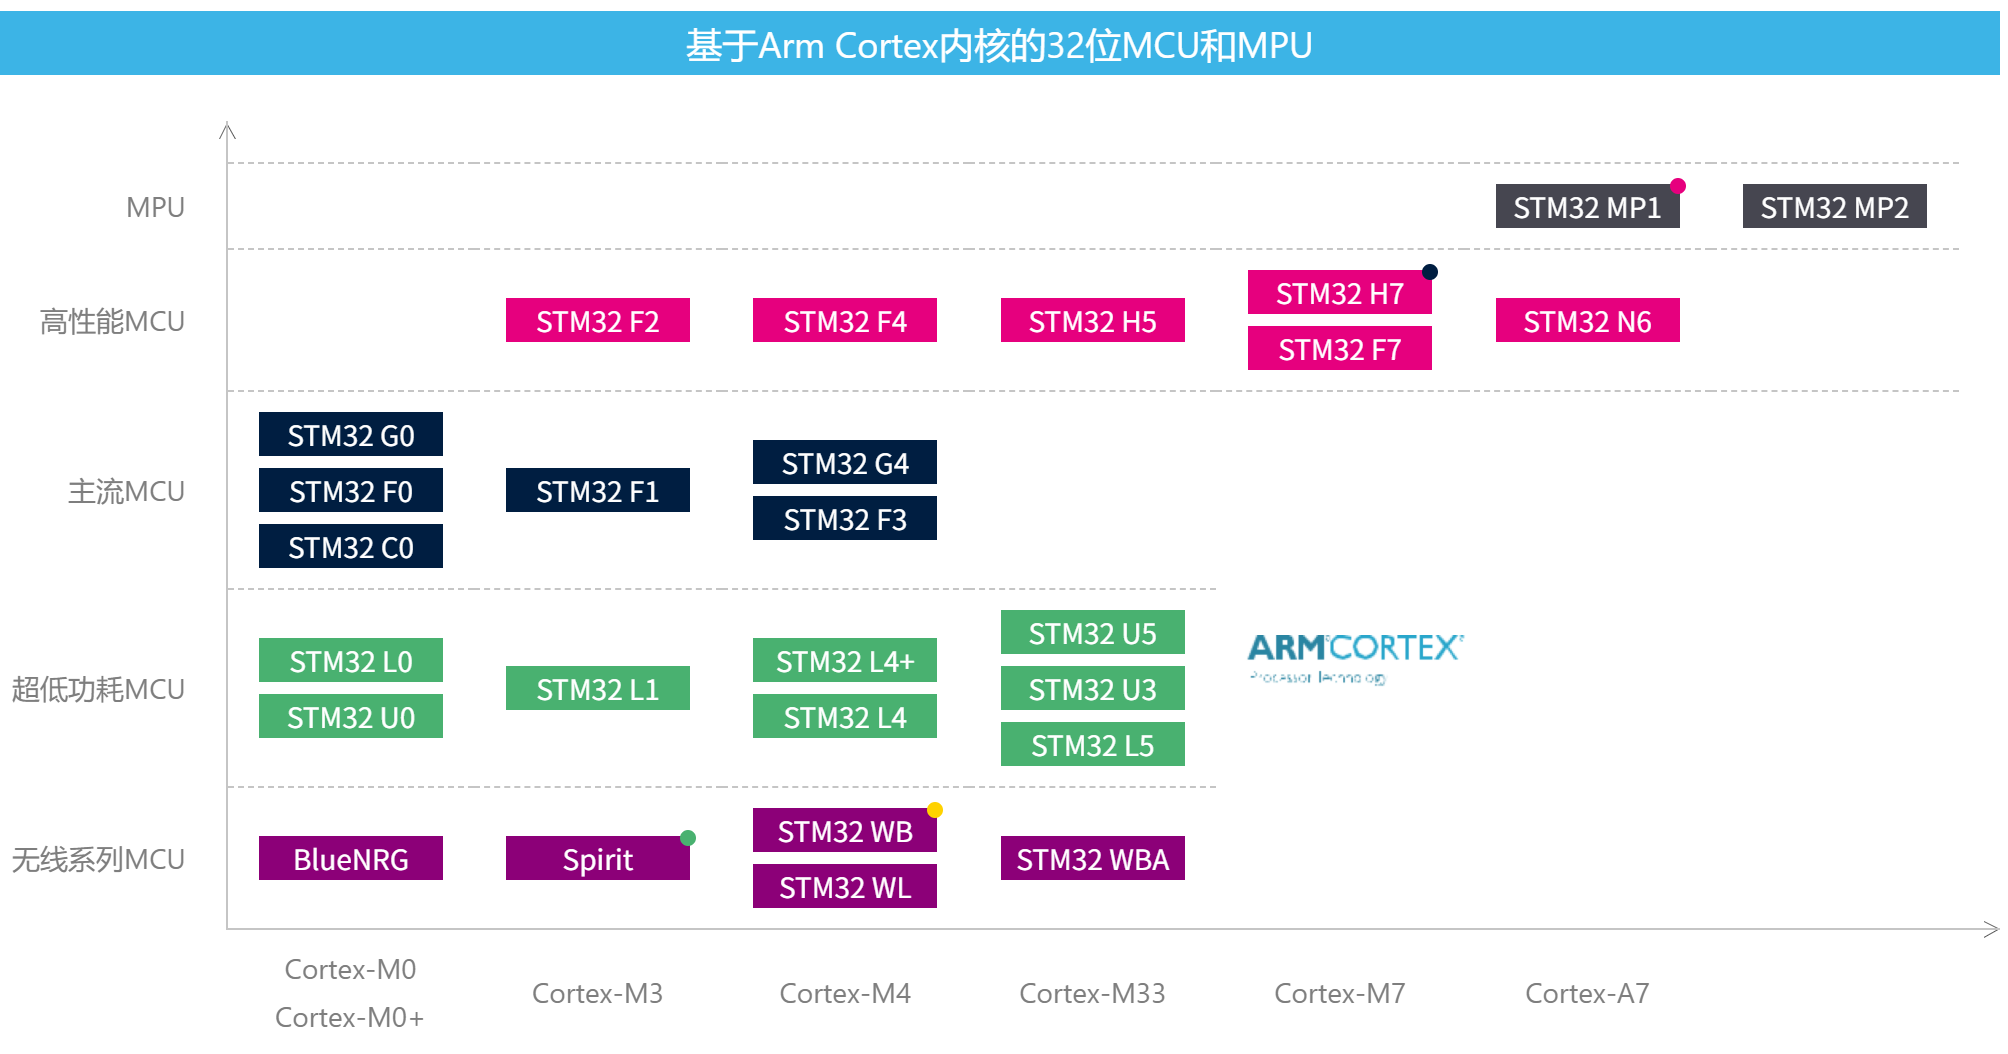 基于Arm Cortex内核的32位MCU和MPU
MPU
STM32 MP1
STM32 MP2
高性能MCU
STM32 F2
STM32 F4
STM32 H5
STM32 H7
STM32 F7
STM32 N6
主流MCU
STM32 G0
STM32 F0
STM32 C0
STM32 F1
STM32 G4
STM32 F3
超低功耗MCU
STM32 L0
STM32 U0
STM32 L1
STM32 L4+
STM32 L4
STM32 U5
STM32 U3
STM32 L5
ARM CORTEX
Processor Technology
无线系列MCU
BlueNRG
Spirit
STM32 WB
STM32 WL
STM32 WBA
Cortex-M0
Cortex-M0+
Cortex-M3
Cortex-M4
Cortex-M33
Cortex-M7
Cortex-A7